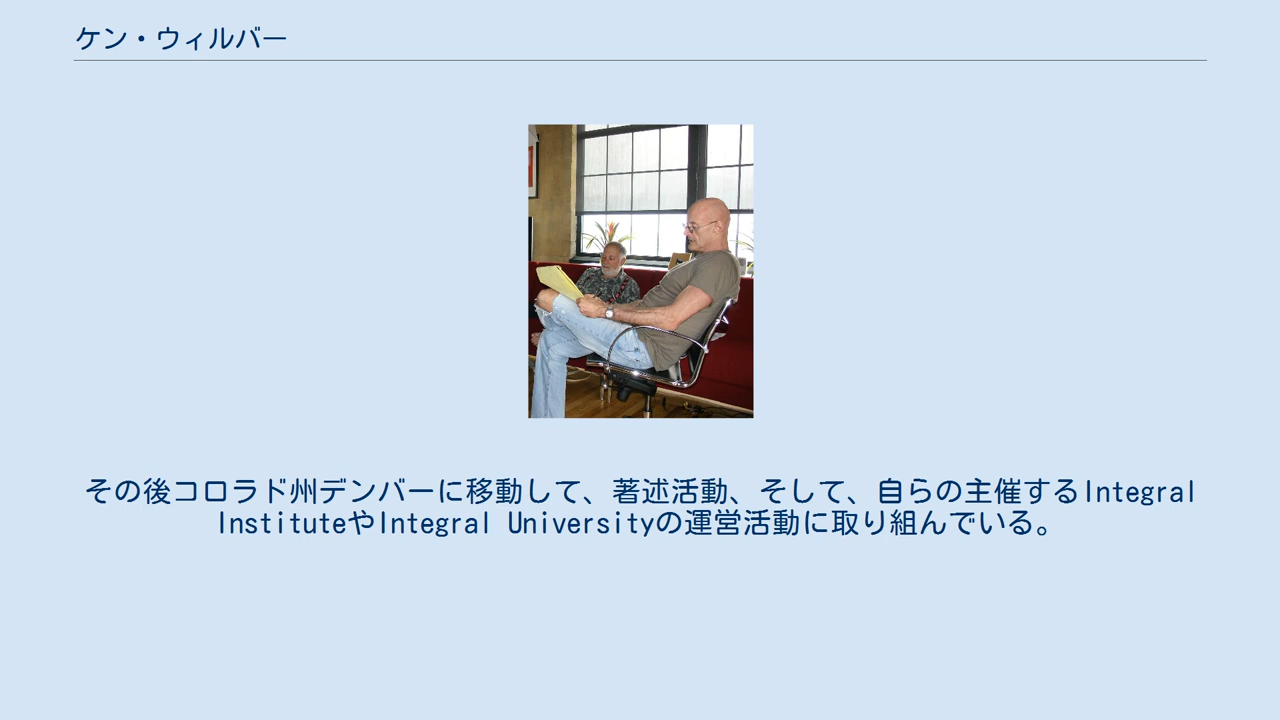 ケン・ウィルバー
その後コロラド州デンバーに移動して、著述活動、そして、自らの主催するIntegral
InstituteやIntegral Universityの運営活動に取り組んでいる。